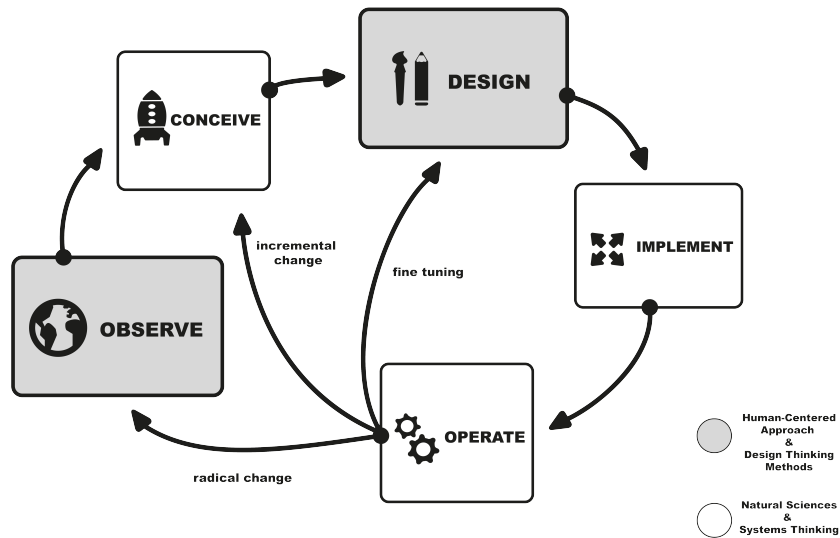 DESIGN
CONCEIVE
IMPLEMENT
incremental
change
fine tuning
OBSERVE
OPERATE
radical change
Human-Centered
Approach
&
Design Thinking
Methods
Natural Sciences
&
Systems Thinking